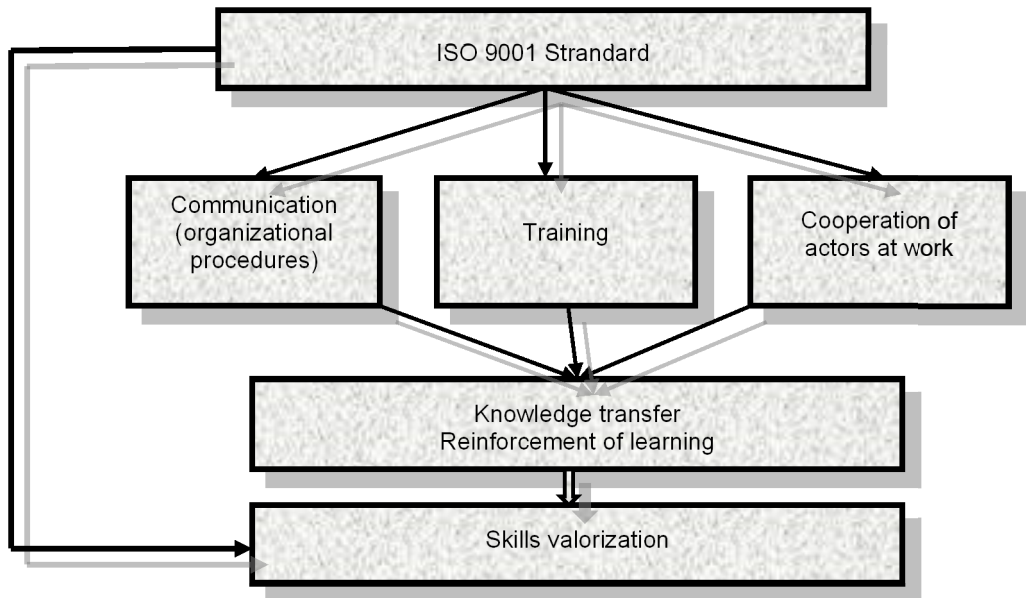 ISO 9001 Strandard
Communication
(organizational
procedures)
Training
Cooperation of
actors at work
Knowledge transfer
Reinforcement of learning
Skills valorization